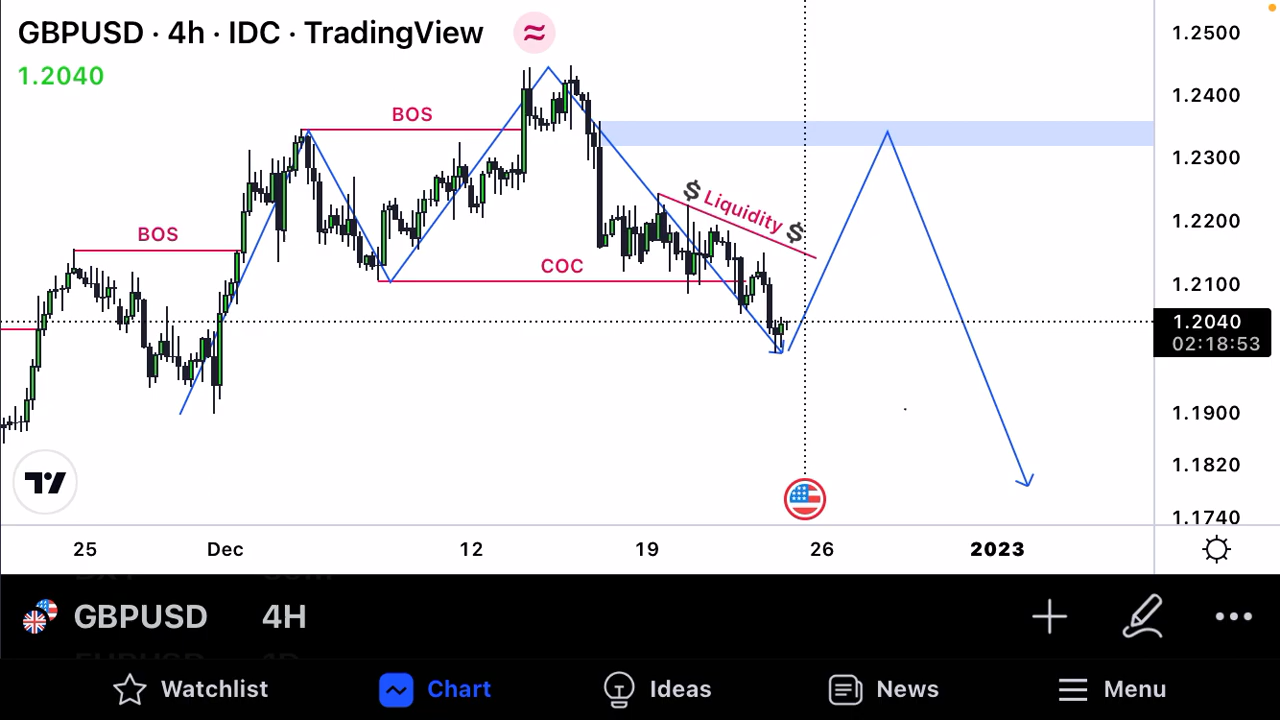 GBPUSD · 4h · IDC · TradingView
1.2040
BOS
BOS
COC
$ Liquidity $
1.2500
1.2400
1.2300
1.2200
1.2100
1.2040
02:18:53
1.1900
1.1820
1.1740
25 Dec 12 19 26 2023
GBPUSD 4H
Watchlist Chart Ideas News Menu